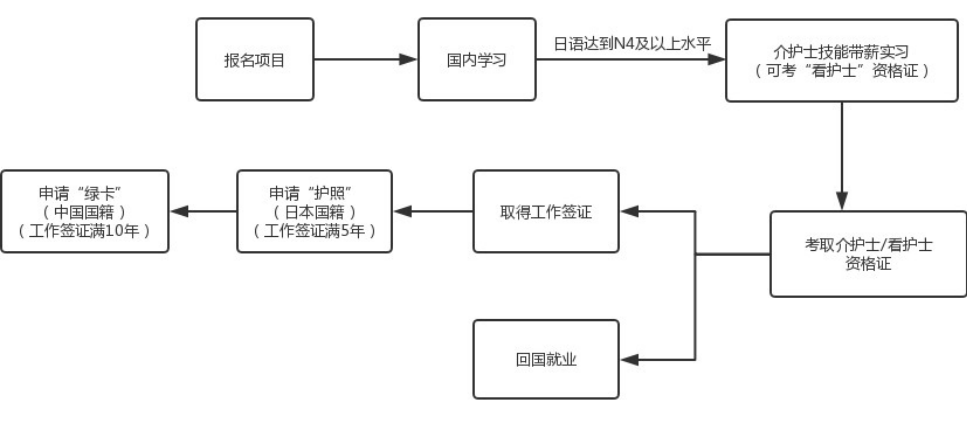 报名项目
国内学习
日语达到N4及以上水平
介护士技能带薪实习
（可考“看护士”资格证）
申请“绿卡”
（中国国籍）
（工作签证满10年）
申请“护照”
（日本国籍）
（工作签证满5年）
取得工作签证
考取介护士/看护士
资格证
回国就业